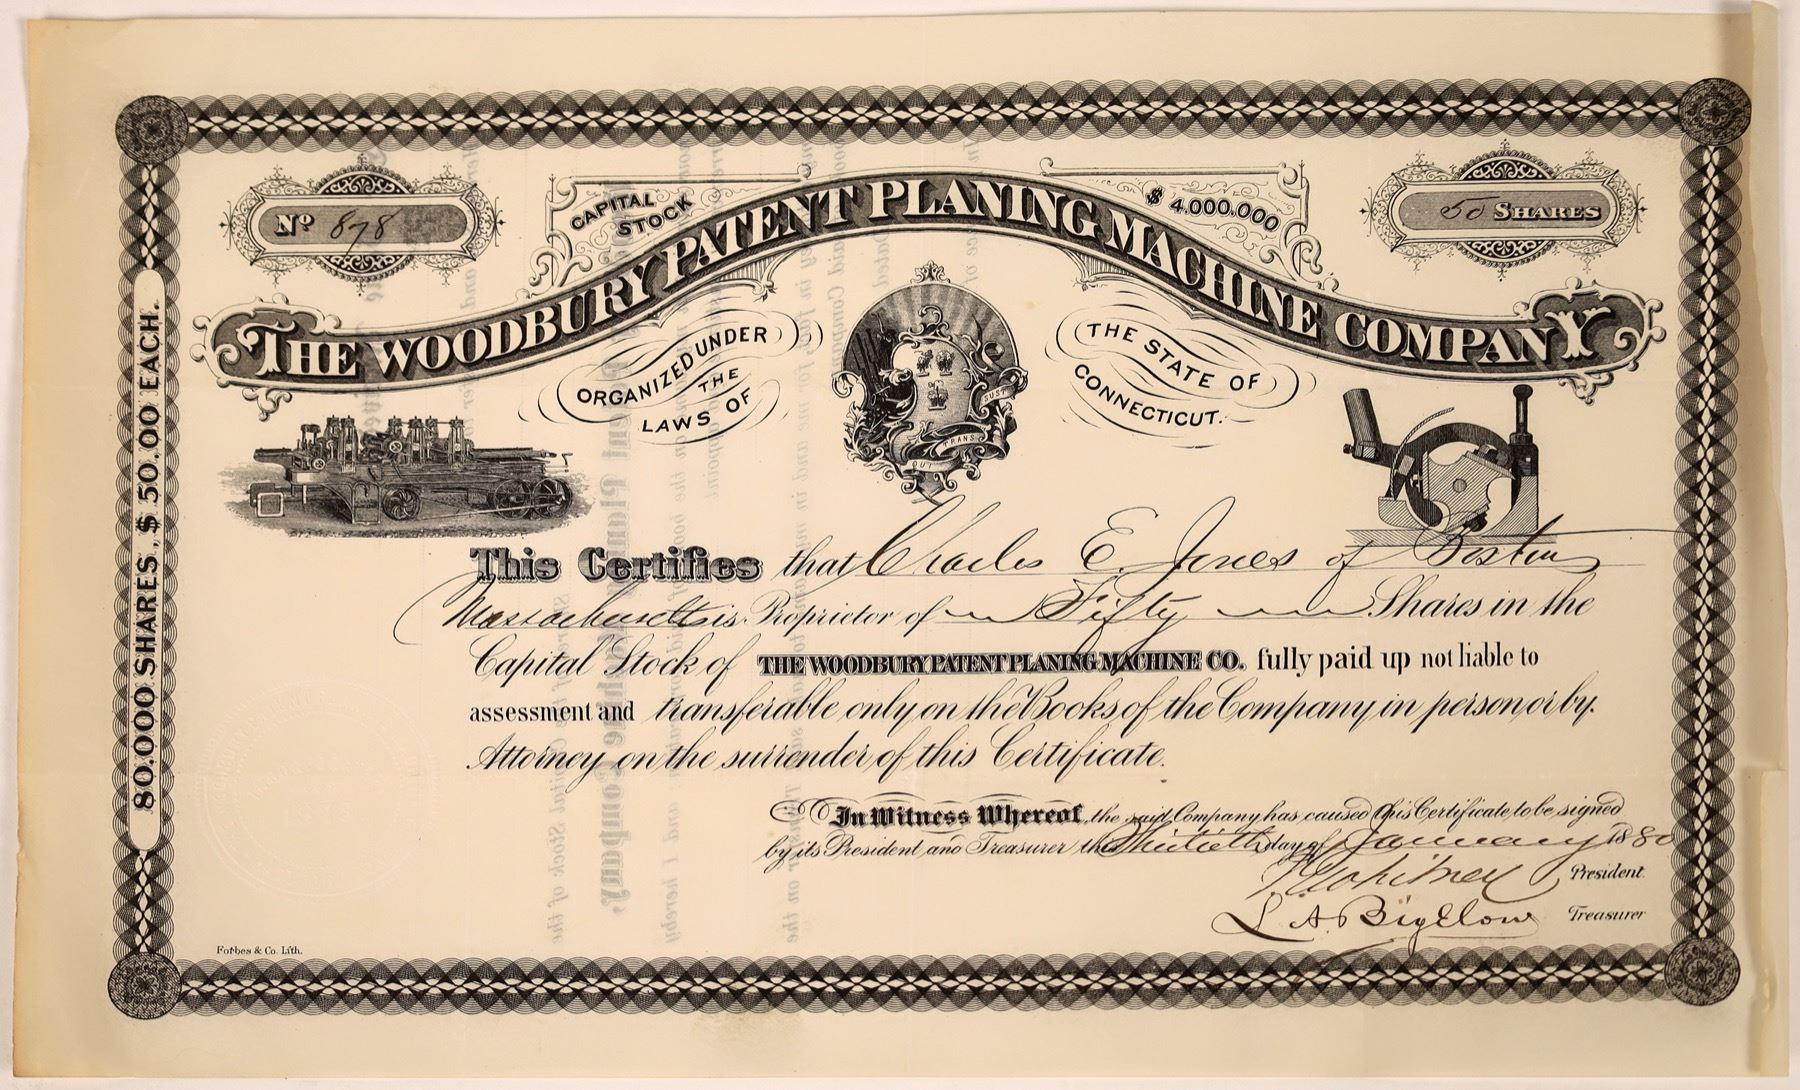 Nº 878
CAPITAL STOCK $ 4.000.000
50 SHARES
THE WOODBURY PATENT PLANING MACHINE COMPANY
ORGANIZED UNDER
THE
LAWS OF
THE STATE OF
CONNECTICUT.
SUST
TRANS
QUI
80.000 SHARES, $ 50.00 EACH.
This Certifies that Charles E. Jones of Boston
Massachusetts is Proprietor of Fifty Shares in the
Capital Stock of THE WOODBURY PATENT PLANING MACHINE CO. fully paid up not liable to
assessment and transferable only on the Books of the Company in person or by
Attorney on the surrender of this Certificate.
In Witness Whereof, the said Company has caused this Certificate to be signed
by its President and Treasurer this Thirtieth day of January 1880
Whitney President
L. A. Bigelow Treasurer
Forbes & Co. Lith.